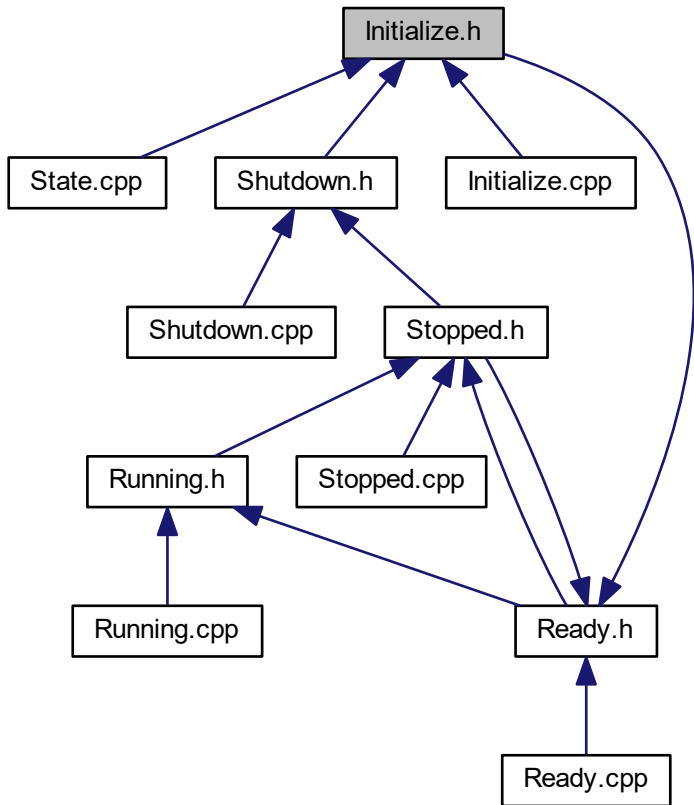 Initialize.h
State.cpp
Shutdown.h
Initialize.cpp
Shutdown.cpp
Stopped.h
Running.h
Stopped.cpp
Running.cpp
Ready.h
Ready.cpp